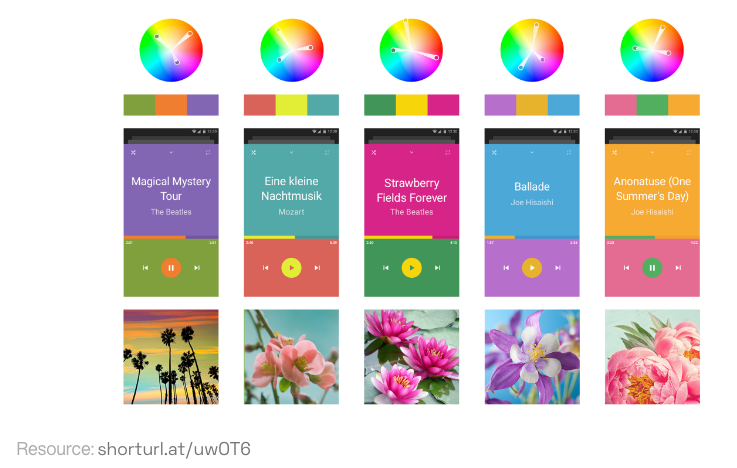 Magical Mystery
Tour
The Beatles
Eine kleine
Nachtmusik
Mozart
Strawberry
Fields Forever
The Beatles
Ballade
Joe Hisaishi
Anonatuse (One
Summer's Day)
Joe Hisaishi
Resource: shorturl.at/uw0T6